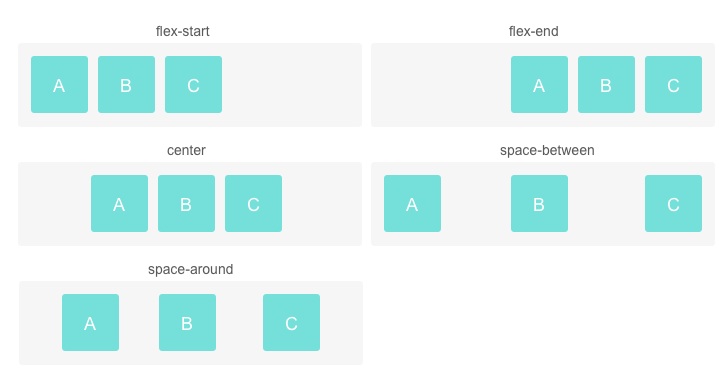 flex-start
A B C
flex-end
A B C
center
A B C
space-between
A B C
space-around
A B C